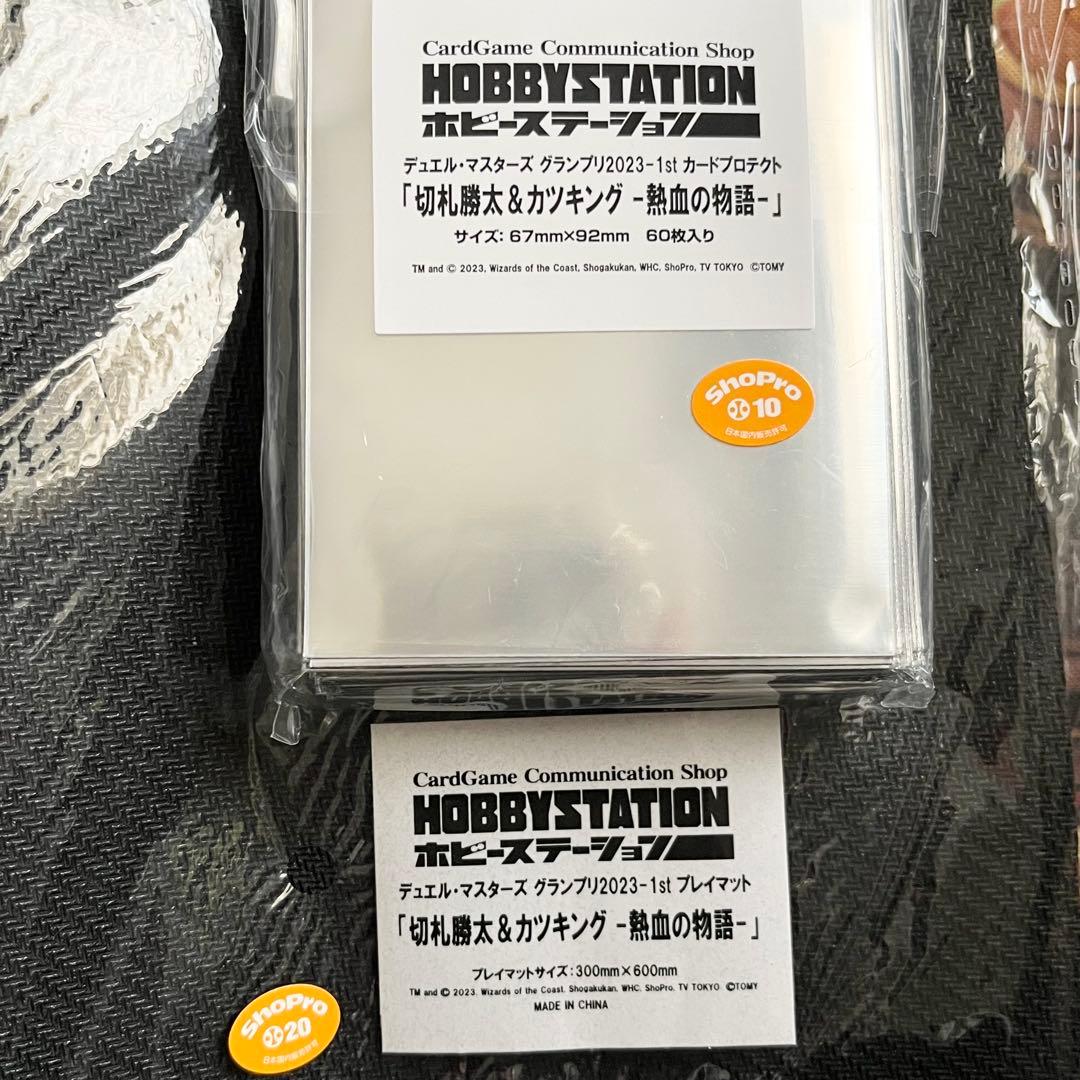 CardGame Communication Shop
HOBBYSTATION
ホビーステーション
デュエル・マスターズ グランプリ2023-1st カードプロテクト
「切札勝太＆カツキング -熱血の物語-」
サイズ：67mm×92mm 60枚入り
TM and © 2023, Wizards of the Coast, Shogakukan, WHC, ShoPro, TV TOKYO ©TOMY
ShoPro
10
日本国内販売許可
CardGame Communication Shop
HOBBYSTATION
ホビーステーション
デュエル・マスターズ グランプリ2023-1st プレイマット
「切札勝太＆カツキング -熱血の物語-」
プレイマットサイズ：300mm×600mm
TM and © 2023, Wizards of the Coast, Shogakukan, WHC, ShoPro, TV TOKYO ©TOMY
MADE IN CHINA
ShoPro
20
日本国内販売許可